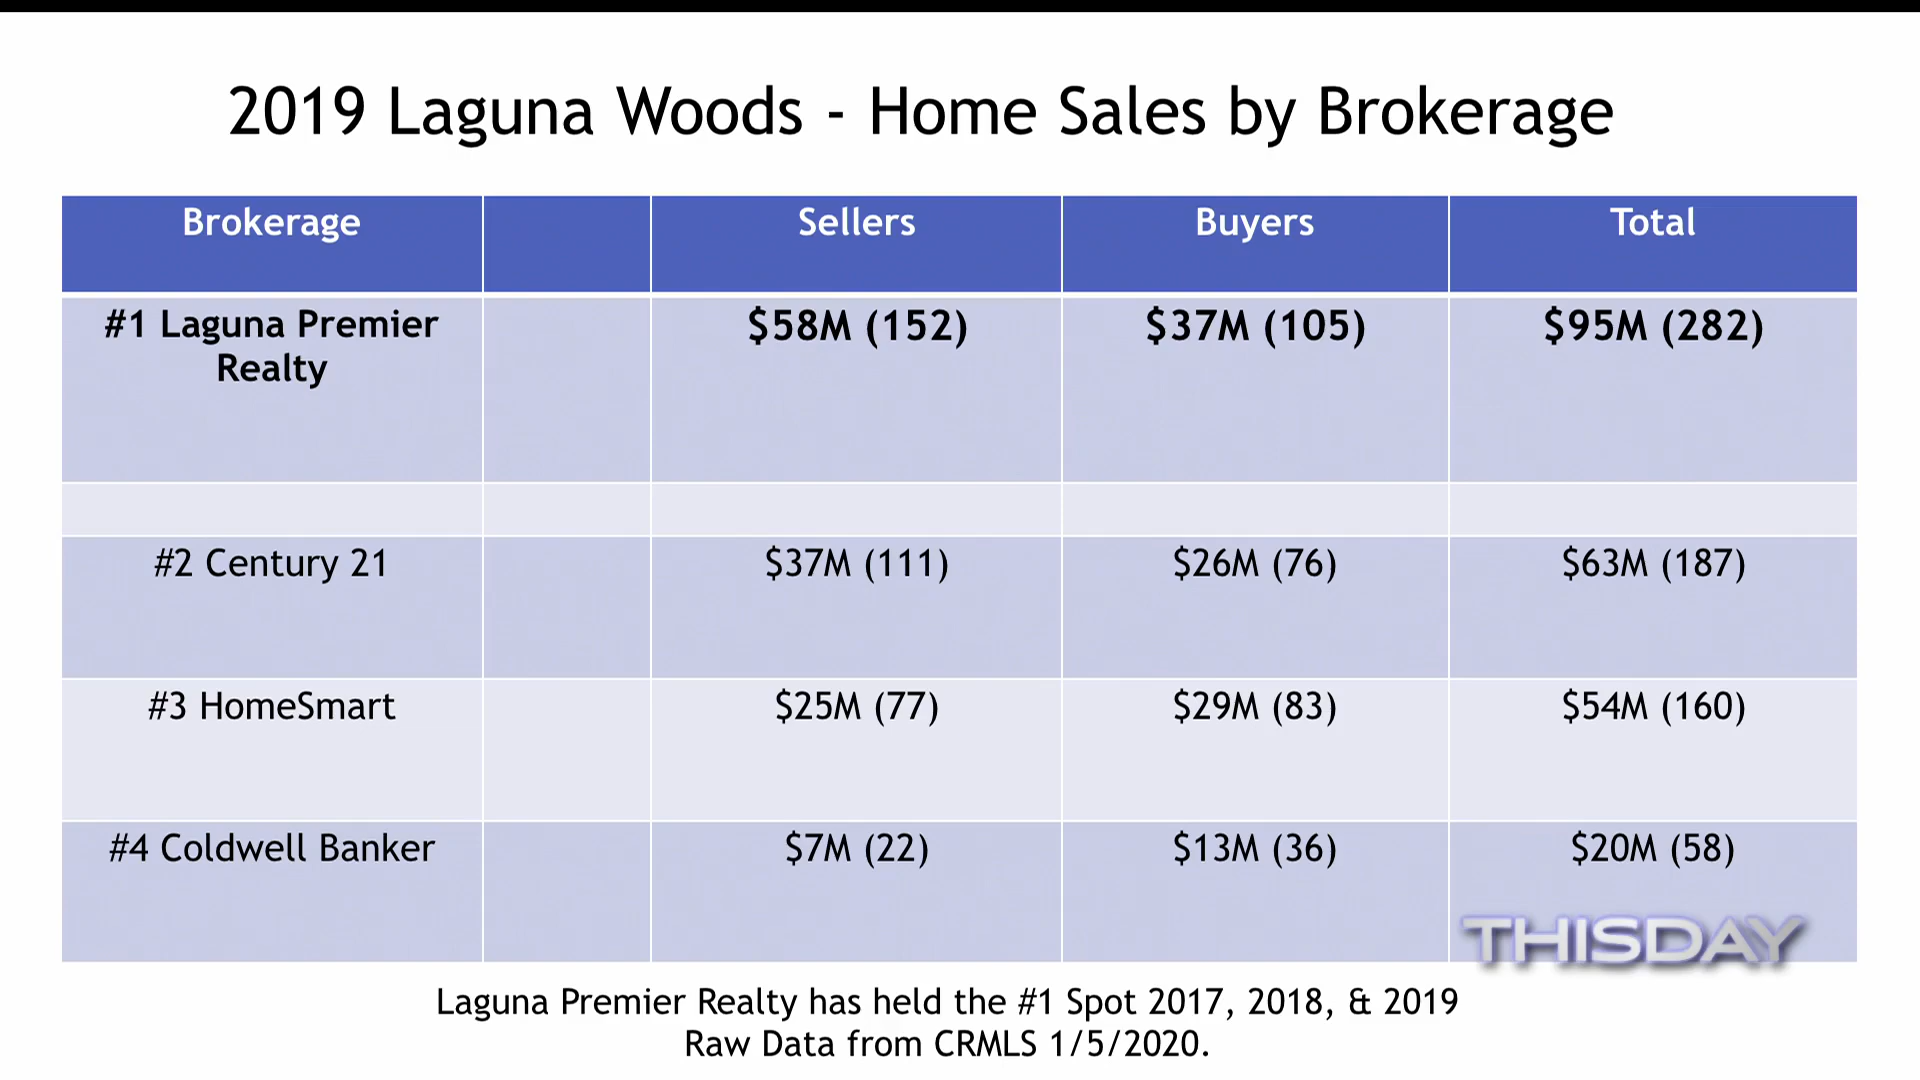 2019 Laguna Woods - Home Sales by Brokerage
Brokerage Sellers Buyers Total
#1 Laguna Premier $58M (152) $37M (105) $95M (282)
Realty
#2 Century 21 $37M (111) $26M (76) $63M (187)
#3 HomeSmart $25M (77) $29M (83) $54M (160)
#4 Coldwell Banker $7M (22) $13M (36) $20M (58)
THISDAY
Laguna Premier Realty has held the #1 Spot 2017, 2018, & 2019
Raw Data from CRMLS 1/5/2020.